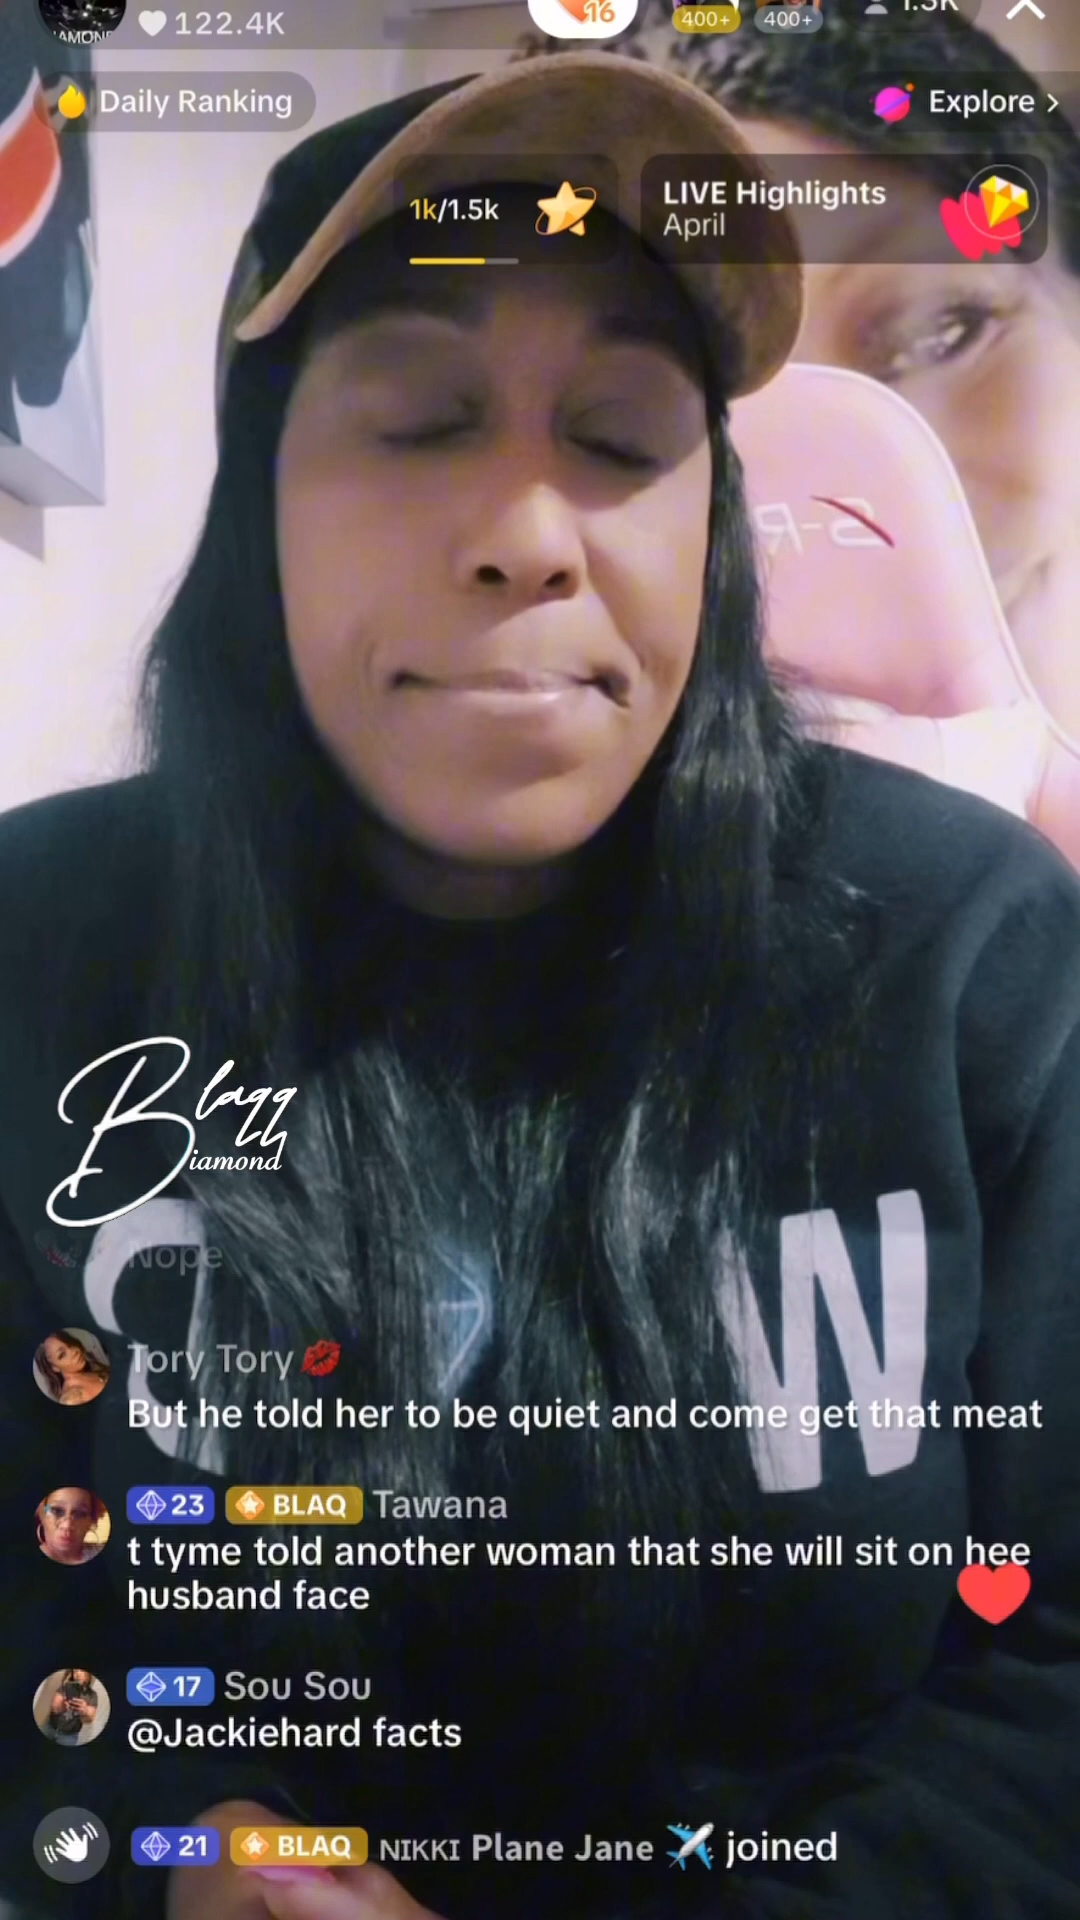 122.4K
16
400+
400+
1.3K
Daily Ranking
Explore >
1k/1.5k
LIVE Highlights
April
Blaqq
Diamond
Nope
W
Tory Tory💋
But he told her to be quiet and come get that meat
23 BLAQ Tawana
t tyme told another woman that she will sit on hee
husband face
17 Sou Sou
@Jackiehard facts
21 BLAQ NIKKI Plane Jane ✈️ joined